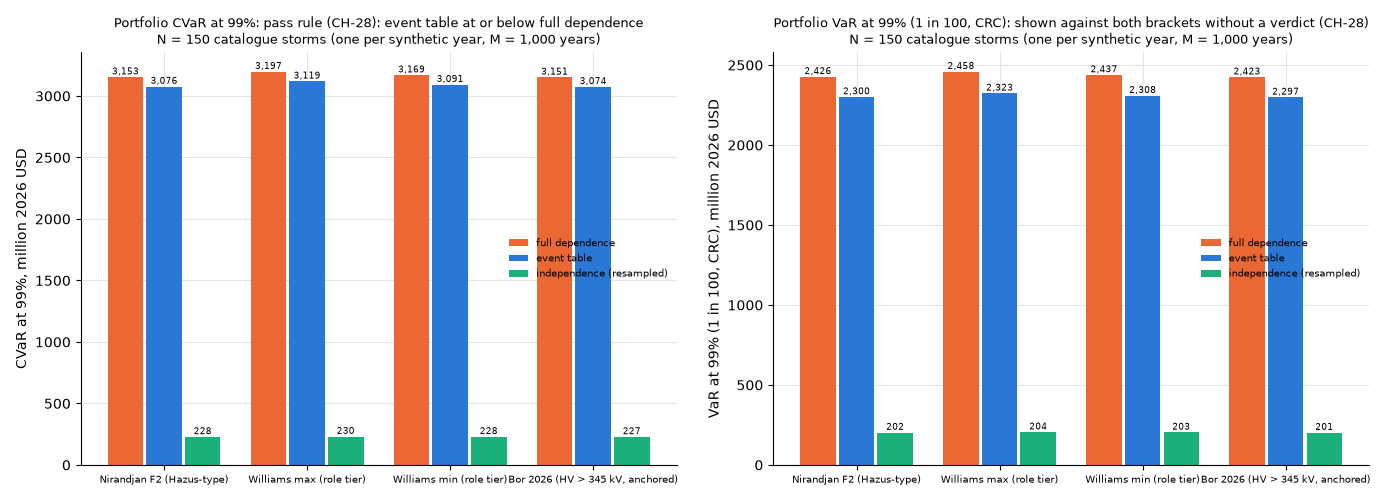 Portfolio CVaR at 99%: pass rule (CH-28): event table at or below full dependence
N = 150 catalogue storms (one per synthetic year, M = 1,000 years)
CVaR at 99%, million 2026 USD
3000
2500
2000
1500
1000
500
0
3,153
3,076
228
3,197
3,119
230
3,169
3,091
228
3,151
3,074
227
full dependence
event table
independence (resampled)
Nirandjan F2 (Hazus-type)
Williams max (role tier)
Williams min (role tier)
Bor 2026 (HV > 345 kV, anchored)
Portfolio VaR at 99% (1 in 100, CRC): shown against both brackets without a verdict (CH-28)
N = 150 catalogue storms (one per synthetic year, M = 1,000 years)
VaR at 99% (1 in 100, CRC), million 2026 USD
2500
2000
1500
1000
500
0
2,426
2,300
202
2,458
2,323
204
2,437
2,308
203
2,423
2,297
201
full dependence
event table
independence (resampled)
Nirandjan F2 (Hazus-type)
Williams max (role tier)
Williams min (role tier)
Bor 2026 (HV > 345 kV, anchored)